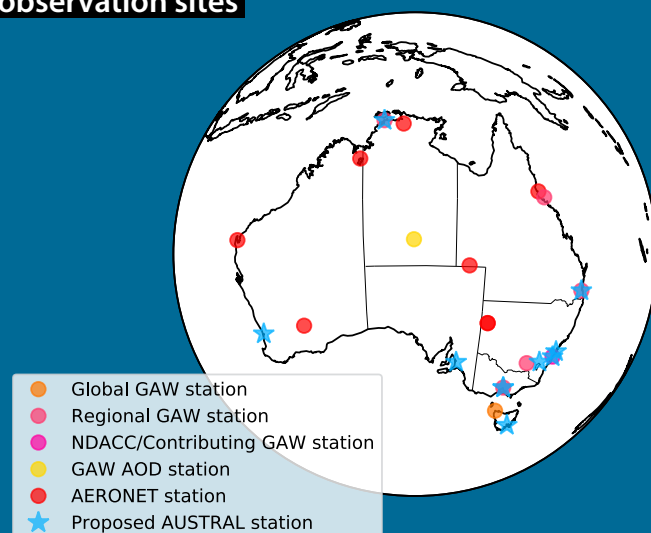 observation sites
Global GAW station
Regional GAW station
NDACC/Contributing GAW station
GAW AOD station
AERONET station
Proposed AUSTRAL station